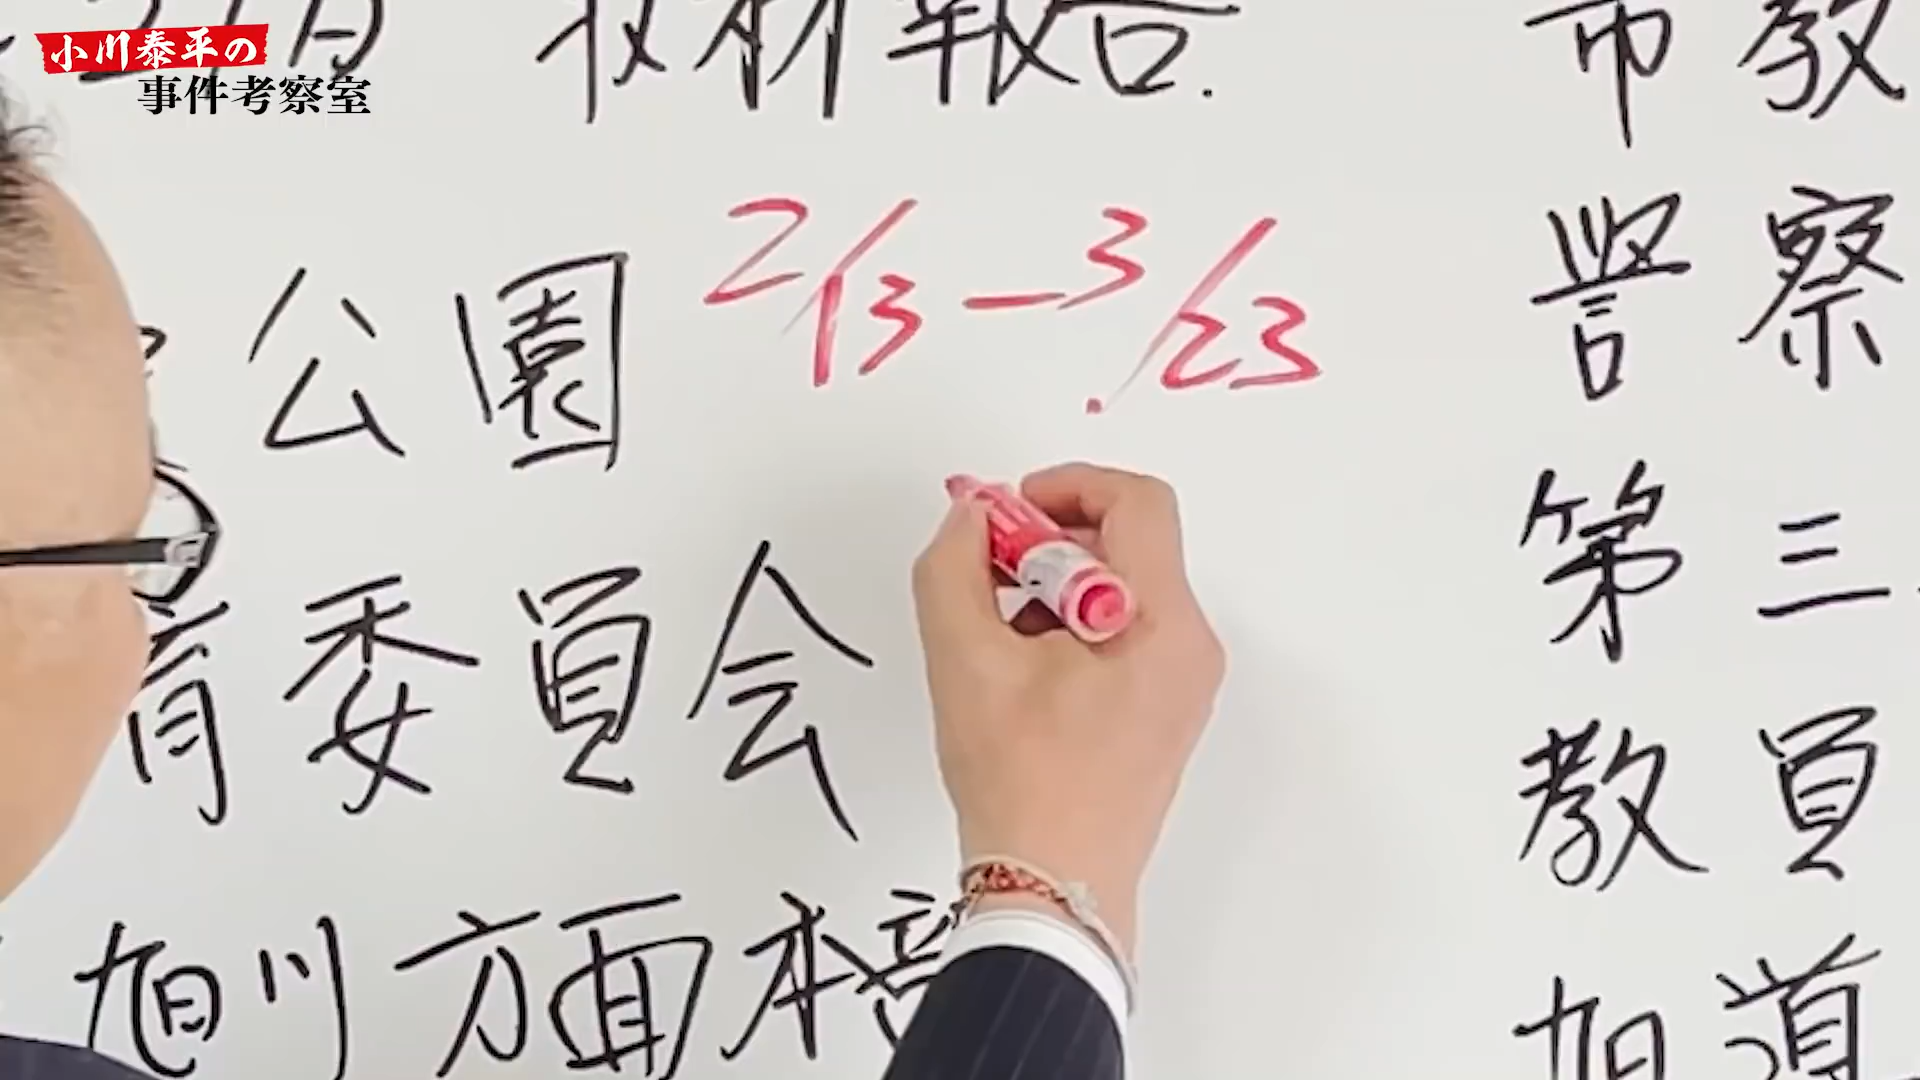 小川泰平の
事件考察室
月 取材報告.
公園 2/13-3/23
育委員会
旭川方面本部
市教
警察
第三
教員
旭道